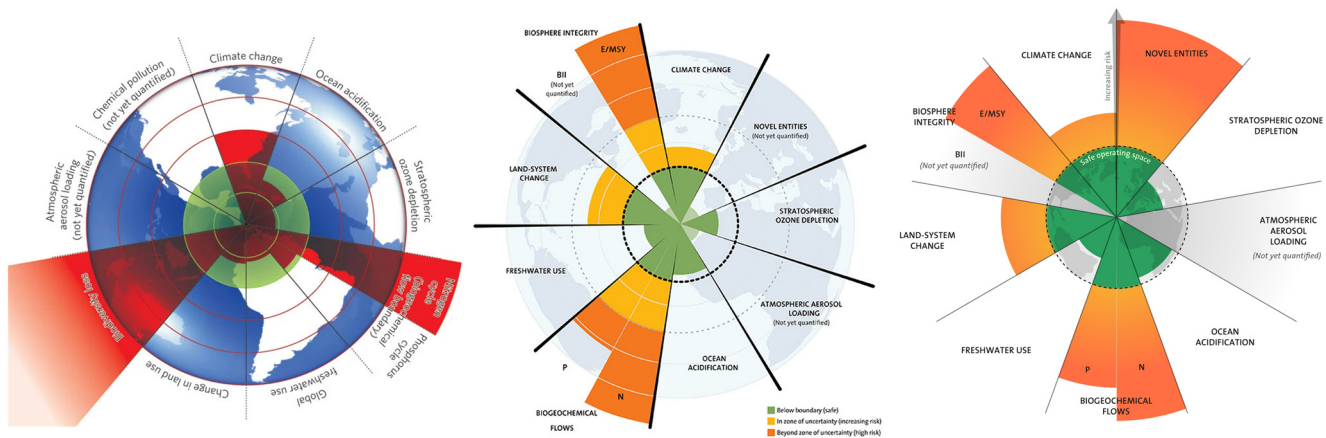 Climate change
Ocean acidification
Stratospheric
ozone depletion
Nitrogen
cycle
(biogeochemical
flow boundary)
Phosphorus
cycle
Global
freshwater use
Change in land use
Biodiversity loss
Atmospheric
aerosol loading
(not yet quantified)
Chemical pollution
(not yet quantified)
BIOSPHERE INTEGRITY
E/MSY
BII
(Not yet
quantified)
CLIMATE CHANGE
NOVEL ENTITIES
(Not yet quantified)
LAND-SYSTEM
CHANGE
STRATOSPHERIC
OZONE DEPLETION
FRESHWATER USE
ATMOSPHERIC AEROSOL
LOADING
(Not yet quantified)
OCEAN
ACIDIFICATION
P
N
BIOGEOCHEMICAL
FLOWS
Below boundary (safe)
In zone of uncertainty (increasing risk)
Beyond zone of uncertainty (high risk)
CLIMATE CHANGE
Increasing risk
NOVEL ENTITIES
BIOSPHERE
INTEGRITY
E/MSY
STRATOSPHERIC OZONE
DEPLETION
BII
(Not yet quantified)
Safe operating space
LAND-SYSTEM
CHANGE
ATMOSPHERIC
AEROSOL
LOADING
(Not yet quantified)
FRESHWATER USE
OCEAN
ACIDIFICATION
P
N
BIOGEOCHEMICAL
FLOWS